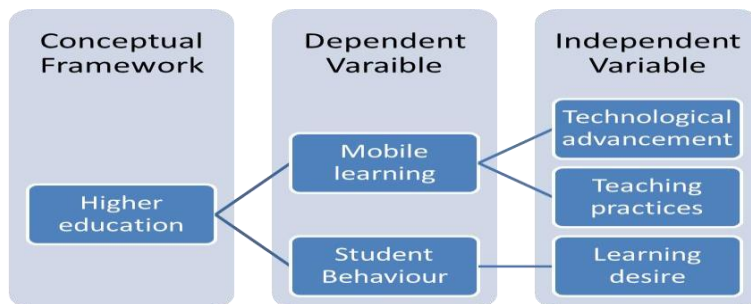 Conceptual
Framework
Dependent
Varaible
Independent
Variable
Higher
education
Mobile
learning
Student
Behaviour
Technological
advancement
Teaching
practices
Learning
desire